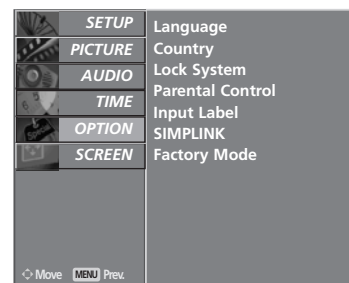 SETUP
PICTURE
AUDIO
TIME
OPTION
SCREEN
Move MENU Prev.
Language
Country
Lock System
Parental Control
Input Label
SIMPLINK
Factory Mode